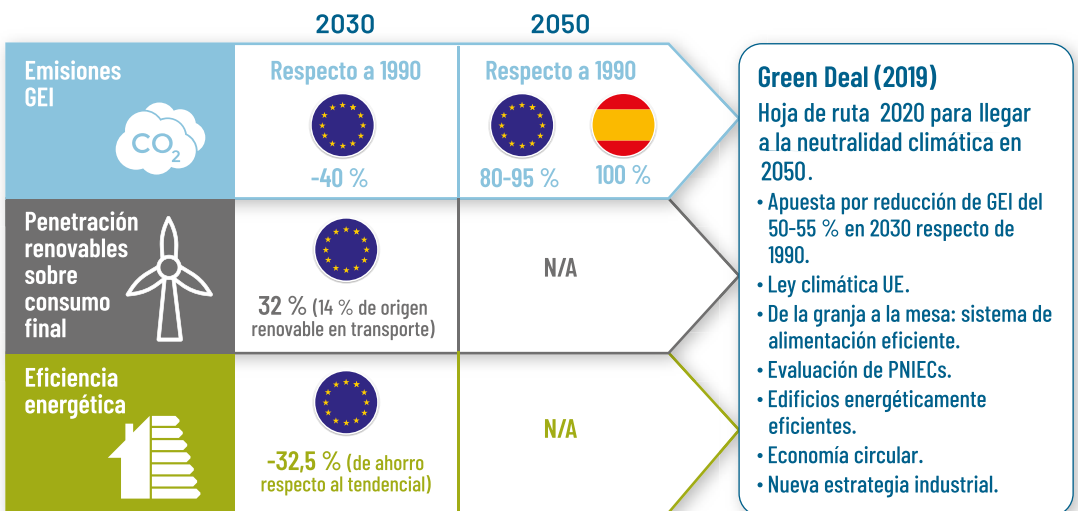 2030
2050
Emisiones
GEI
CO2
Respecto a 1990
-40 %
Respecto a 1990
80-95 %
100 %
Penetración
renovables
sobre
consumo
final
32 % (14 % de origen
renovable en transporte)
N/A
Eficiencia
energética
-32,5 % (de ahorro
respecto al tendencial)
N/A
Green Deal (2019)
Hoja de ruta 2020 para llegar
a la neutralidad climática en
2050.
• Apuesta por reducción de GEI del
50-55 % en 2030 respecto de
1990.
• Ley climática UE.
• De la granja a la mesa: sistema de
alimentación eficiente.
• Evaluación de PNIECs.
• Edificios energéticamente
eficientes.
• Economía circular.
• Nueva estrategia industrial.